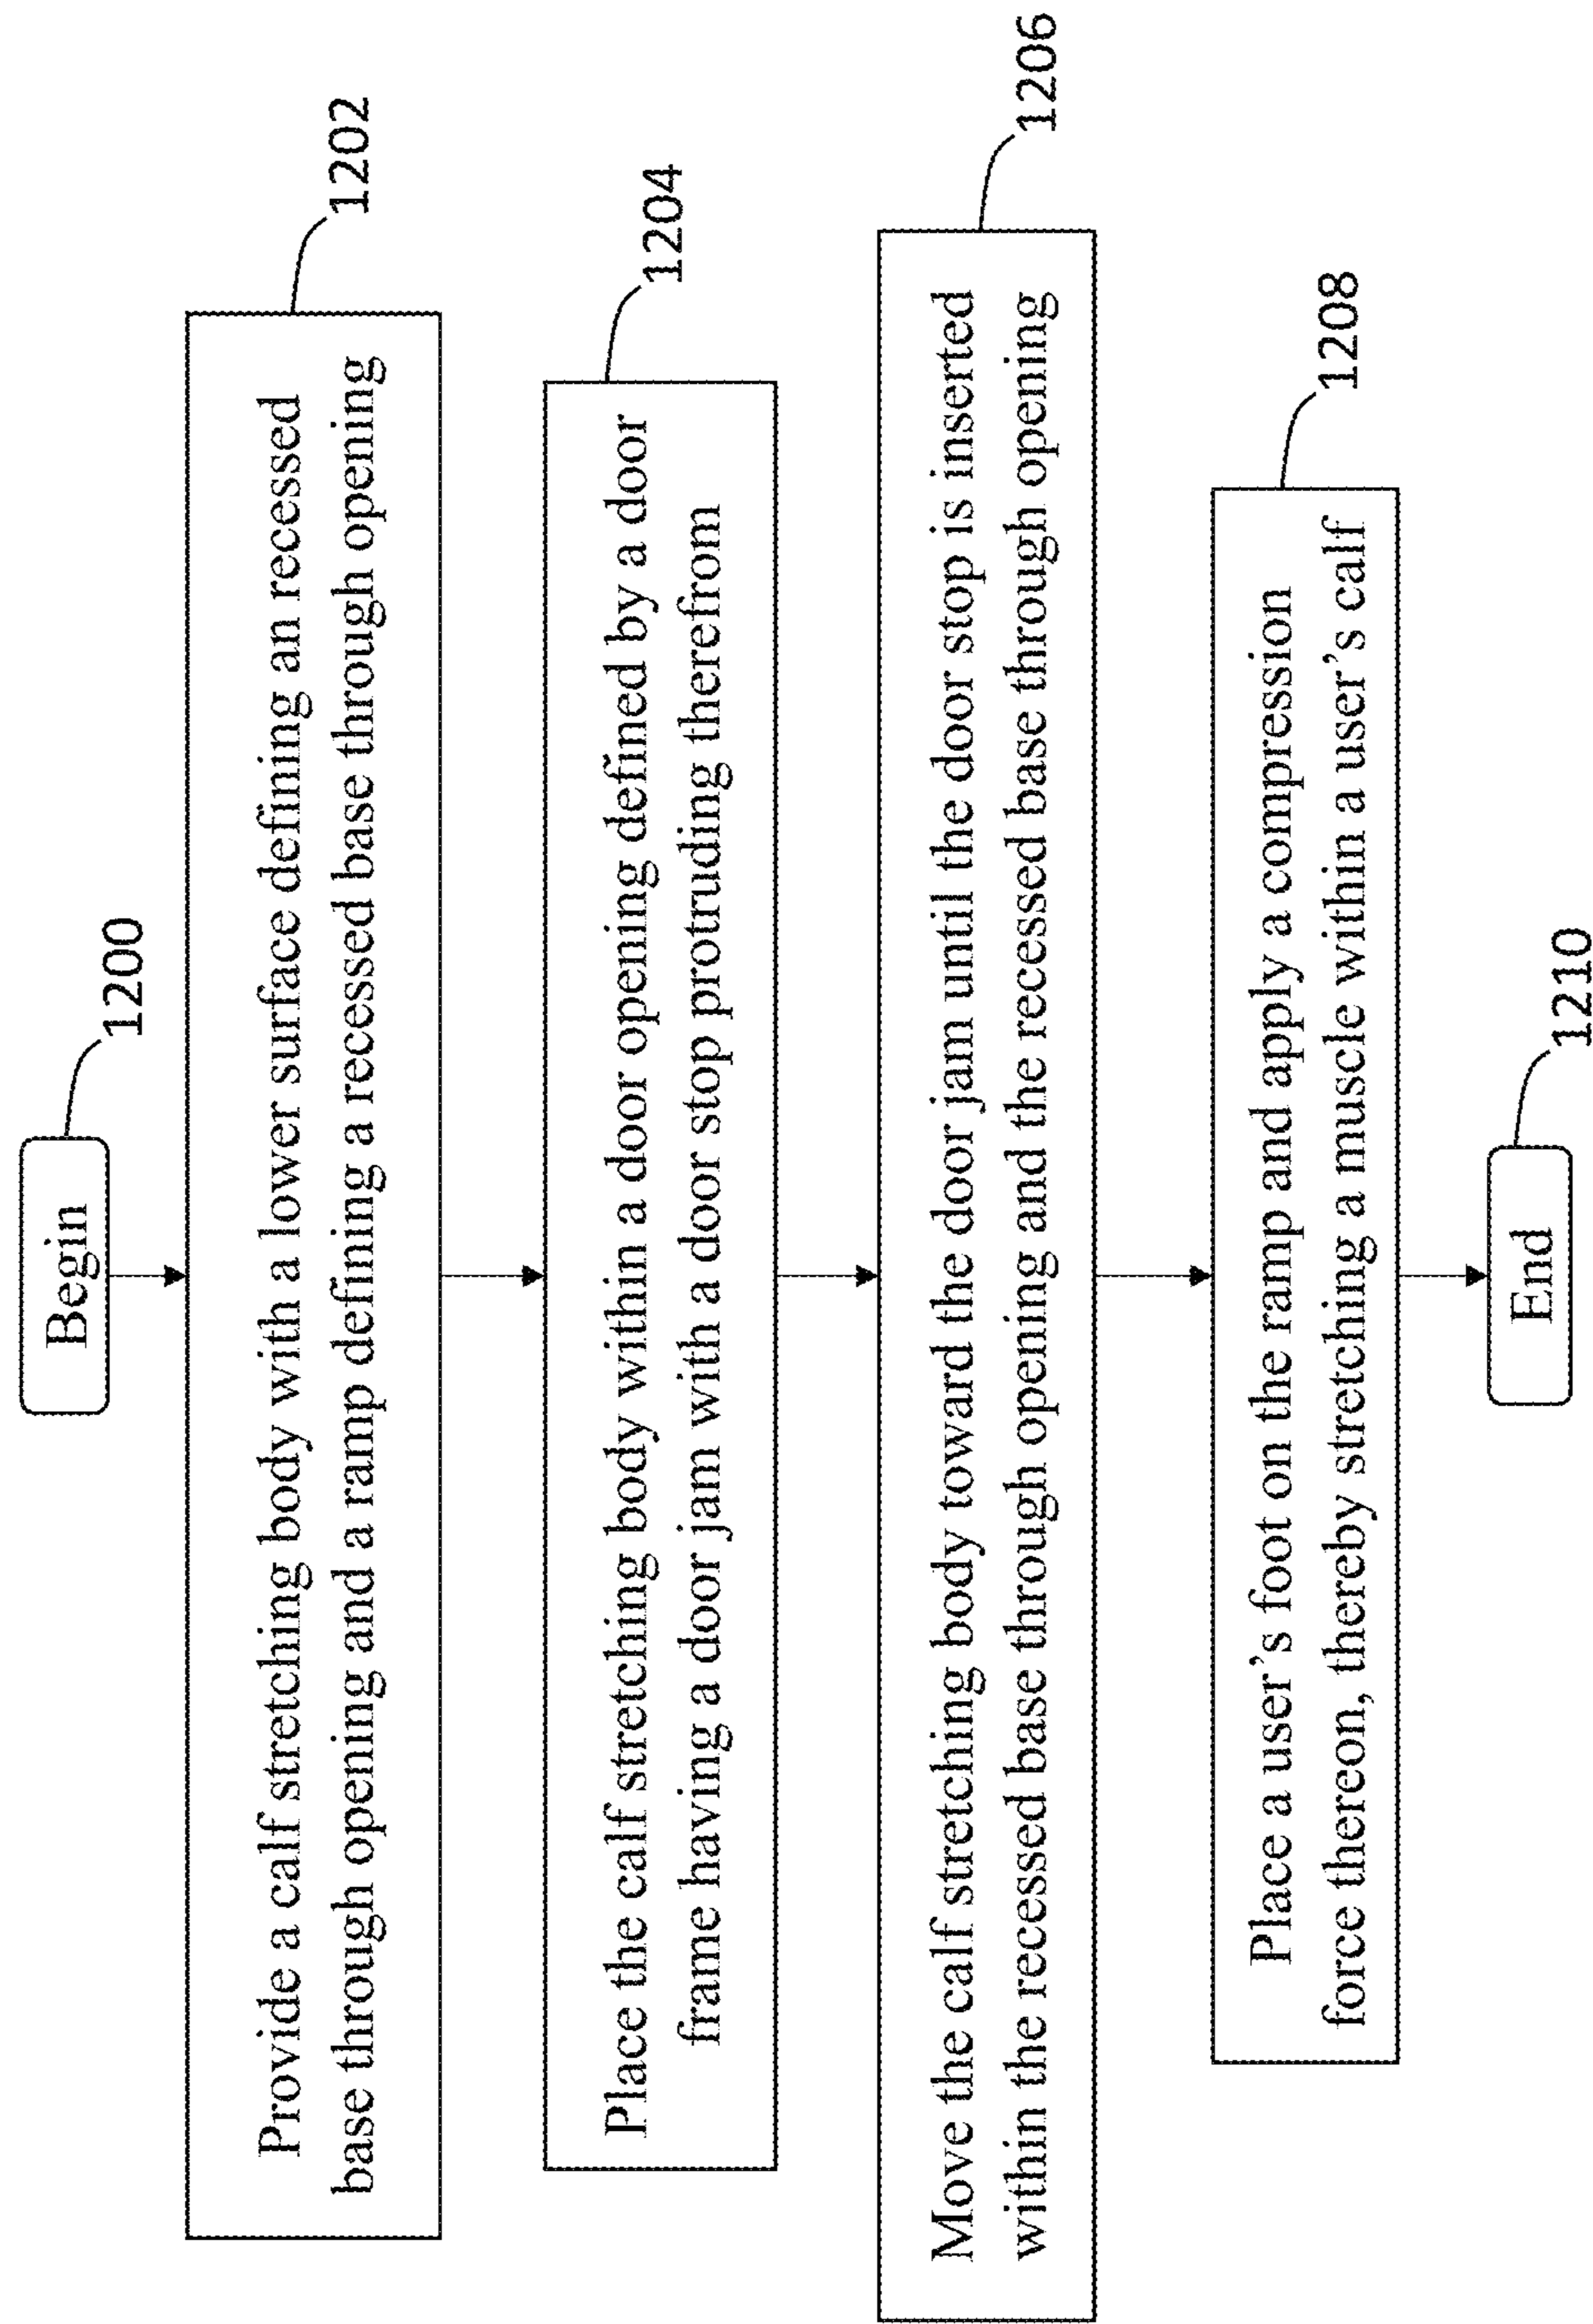 Begin
1200
Provide a calf stretching body with a lower surface defining an recessed
base through opening and a ramp defining a recessed base through opening
1202
Place the calf stretching body within a door opening defined by a door
frame having a door jam with a door stop protruding therefrom
1204
Move the calf stretching body toward the door jam until the door stop is inserted
within the recessed base through opening and the recessed base through opening
1206
Place a user's foot on the ramp and apply a compression
force thereon, thereby stretching a muscle within a user's calf
1208
End
1210